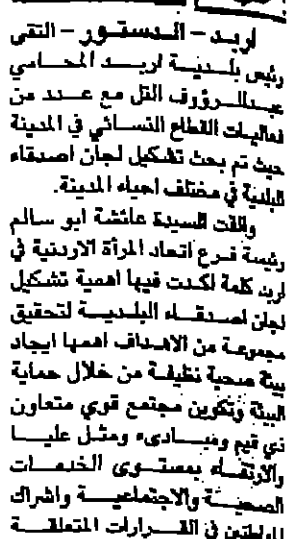 اربد – الدستور – التقى
رئيس بلدية اربد المحامي
عبدالرؤوف التل مع عدد من
فعاليات القطاع النسائي في المدينة
حيث تم بحث تشكيل لجان اصدقاء
البلدية في مختلف احياء المدينة.
والقت السيدة عائشة ابو سالم
رئيسة فرع اتحاد المرأة الاردنية في
اربد كلمة اكدت فيها اهمية تشكيل
لجان اصدقاء البلدية لتحقيق
مجموعة من الاهداف اهمها ايجاد
بيئة صحية نظيفة من خلال حماية
البيئة وتكوين مجتمع قوي متعاون
ذي قيم ومبادىء ومثل عليا
والارتقاء بمستوى الخدمات
الصحية والاجتماعية واشراك
المواطنين في القرارات المتعلقة